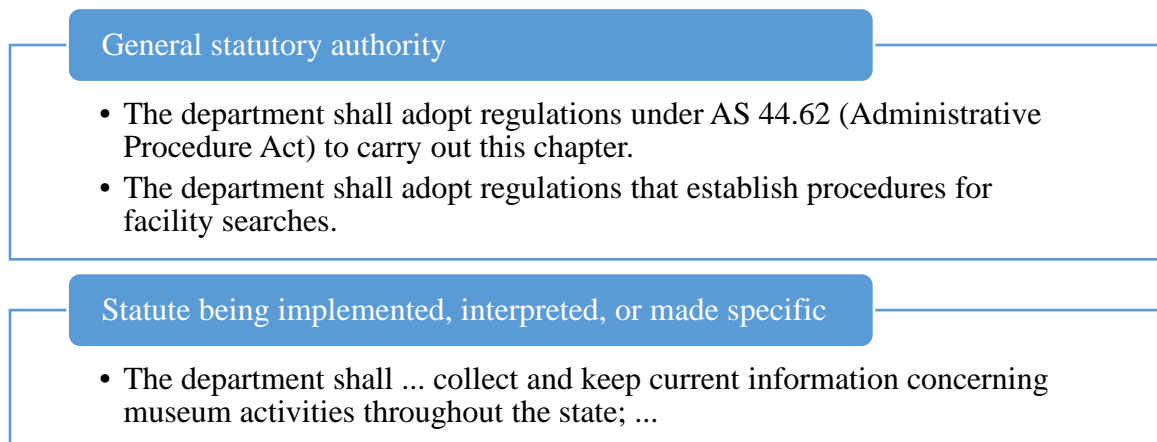 General statutory authority
• The department shall adopt regulations under AS 44.62 (Administrative
Procedure Act) to carry out this chapter.
• The department shall adopt regulations that establish procedures for
facility searches.
Statute being implemented, interpreted, or made specific
• The department shall ... collect and keep current information concerning
museum activities throughout the state; ...